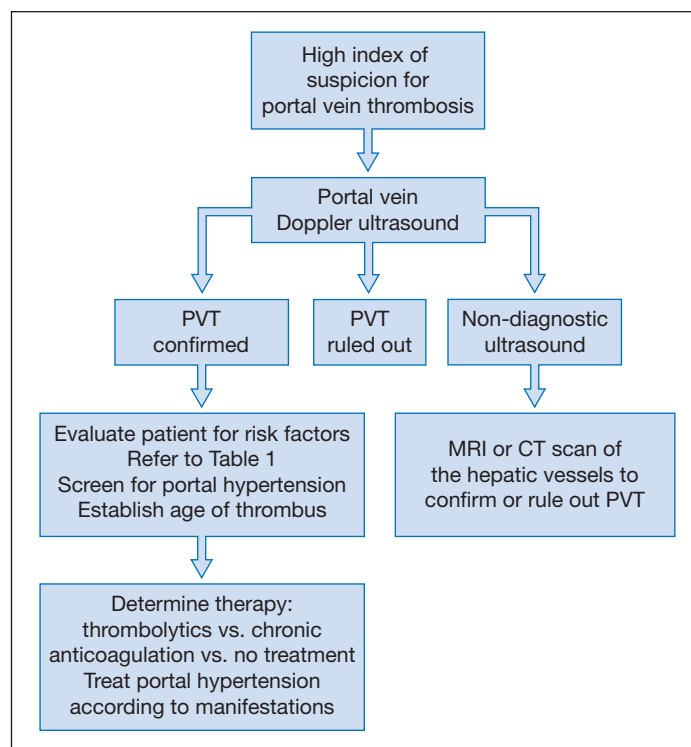 High index of
suspicion for
portal vein thrombosis
Portal vein
Doppler ultrasound
PVT
confirmed
PVT
ruled out
Non-diagnostic
ultrasound
Evaluate patient for risk factors
Refer to Table 1
Screen for portal hypertension
Establish age of thrombus
MRI or CT scan of
the hepatic vessels to
confirm or rule out PVT
Determine therapy:
thrombolytics vs. chronic
anticoagulation vs. no treatment
Treat portal hypertension
according to manifestations